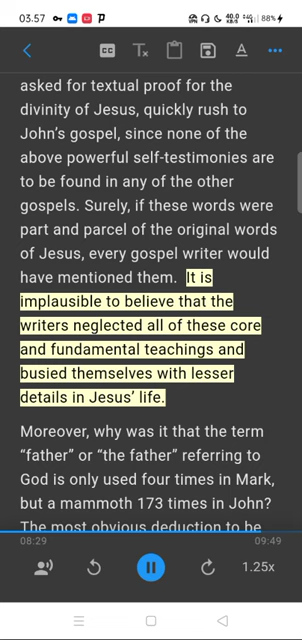 03.57
40.0
KB/S
88%
CC
asked for textual proof for the
divinity of Jesus, quickly rush to
John's gospel, since none of the
above powerful self-testimonies are
to be found in any of the other
gospels. Surely, if these words were
part and parcel of the original words
of Jesus, every gospel writer would
have mentioned them. It is
implausible to believe that the
writers neglected all of these core
and fundamental teachings and
busied themselves with lesser
details in Jesus' life.
Moreover, why was it that the term
"father" or "the father" referring to
God is only used four times in Mark,
but a mammoth 173 times in John?
The most obvious deduction to be
08:29
09:49
1.25x